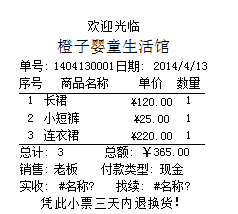 欢迎光临
橙子婴童生活馆
单号: 1404130001日期: 2014/4/13
序号 商品名称 单价 数量
1 长裙 ¥120.00 1
2 小短裤 ¥25.00 1
3 连衣裙 ¥220.00 1
总计: 3 总额: ¥365.00
销售: 老板 付款类型: 现金
实收: #名称? 找续: #名称?
凭此小票三天内退换货!